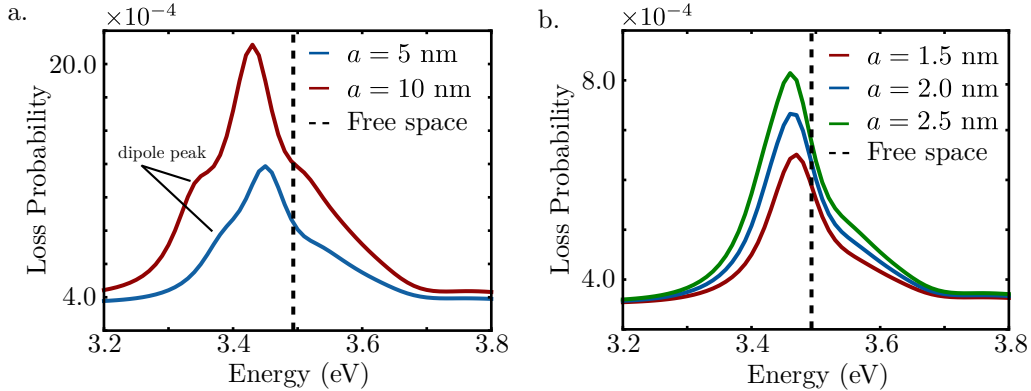 a.
×10⁻⁴
20.0
4.0
Loss Probability
dipole peak
a = 5 nm
a = 10 nm
Free space
3.2
3.4
3.6
3.8
Energy (eV)
b.
×10⁻⁴
8.0
4.0
Loss Probability
a = 1.5 nm
a = 2.0 nm
a = 2.5 nm
Free space
3.2
3.4
3.6
3.8
Energy (eV)